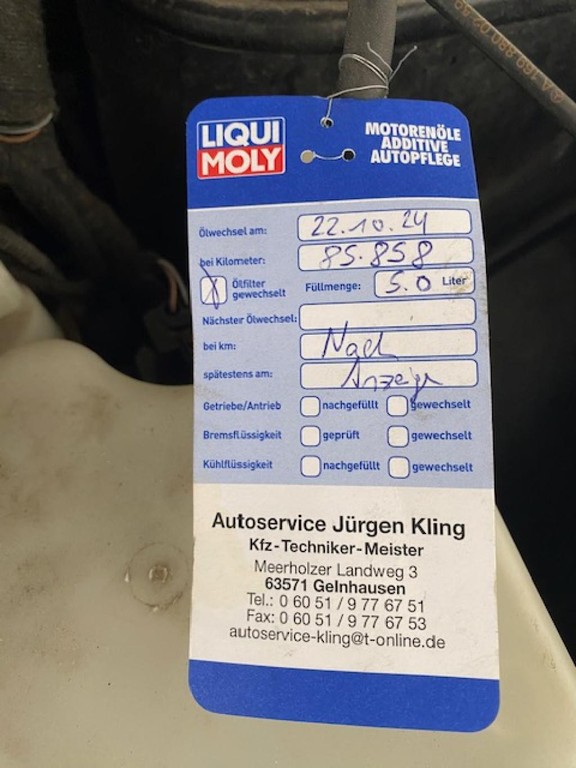 LIQUI
MOLY
MOTORENÖLE
ADDITIVE
AUTOPFLEGE
Ölwechsel am: 22.10.24
bei Kilometer: 85.858
Ölfilter gewechselt
Füllmenge: 5.0 Liter
Nächster Ölwechsel:
bei km: Nach
spätestens am: Anzeige
Getriebe/Antrieb nachgefüllt gewechselt
Bremsflüssigkeit geprüft gewechselt
Kühlflüssigkeit nachgefüllt gewechselt
Autoservice Jürgen Kling
Kfz-Techniker-Meister
Meerholzer Landweg 3
63571 Gelnhausen
Tel.: 0 60 51 / 9 77 67 51
Fax: 0 60 51 / 9 77 67 53
autoservice-kling@t-online.de